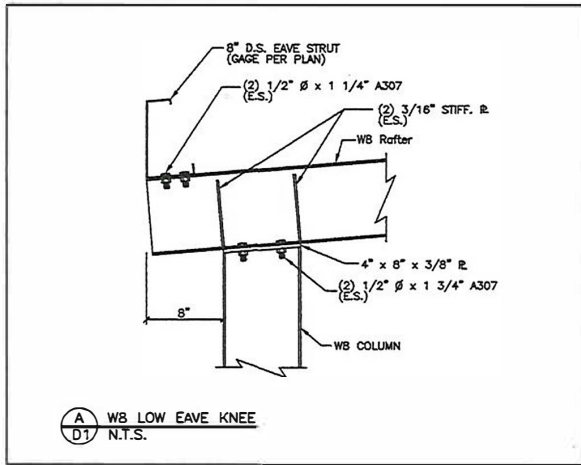 8" D.S. EAVE STRUT
(GAGE PER PLAN)
(2) 1/2" Ø x 1 1/4" A307
(E.S.)
(2) 3/16" STIFF. PL
(E.S.)
W8 Rafter
4" x 8" x 3/8" PL
(2) 1/2" Ø x 1 3/4" A307
(E.S.)
8"
W8 COLUMN
A W8 LOW EAVE KNEE
D1 N.T.S.